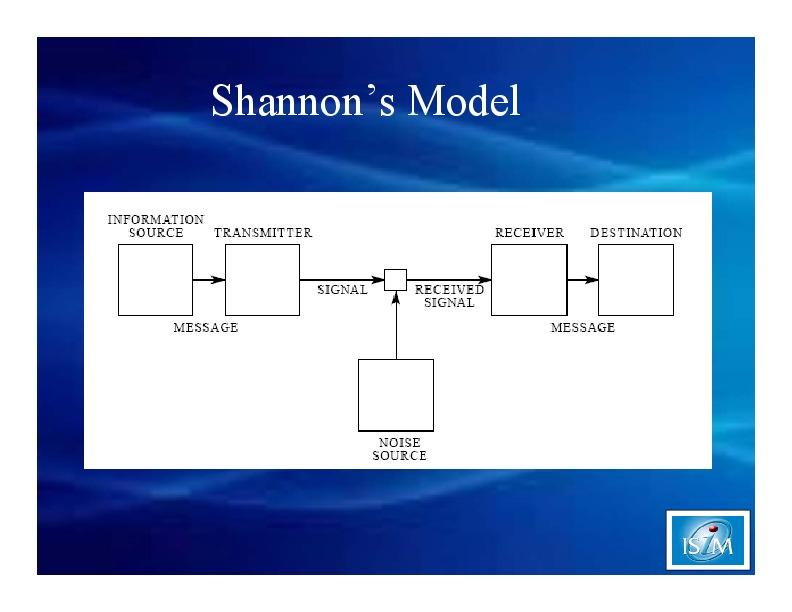 Shannon’s Model
INFORMATION
SOURCE
TRANSMITTER
RECEIVER
DESTINATION
SIGNAL
RECEIVED
SIGNAL
MESSAGE
MESSAGE
NOISE
SOURCE
ISiM